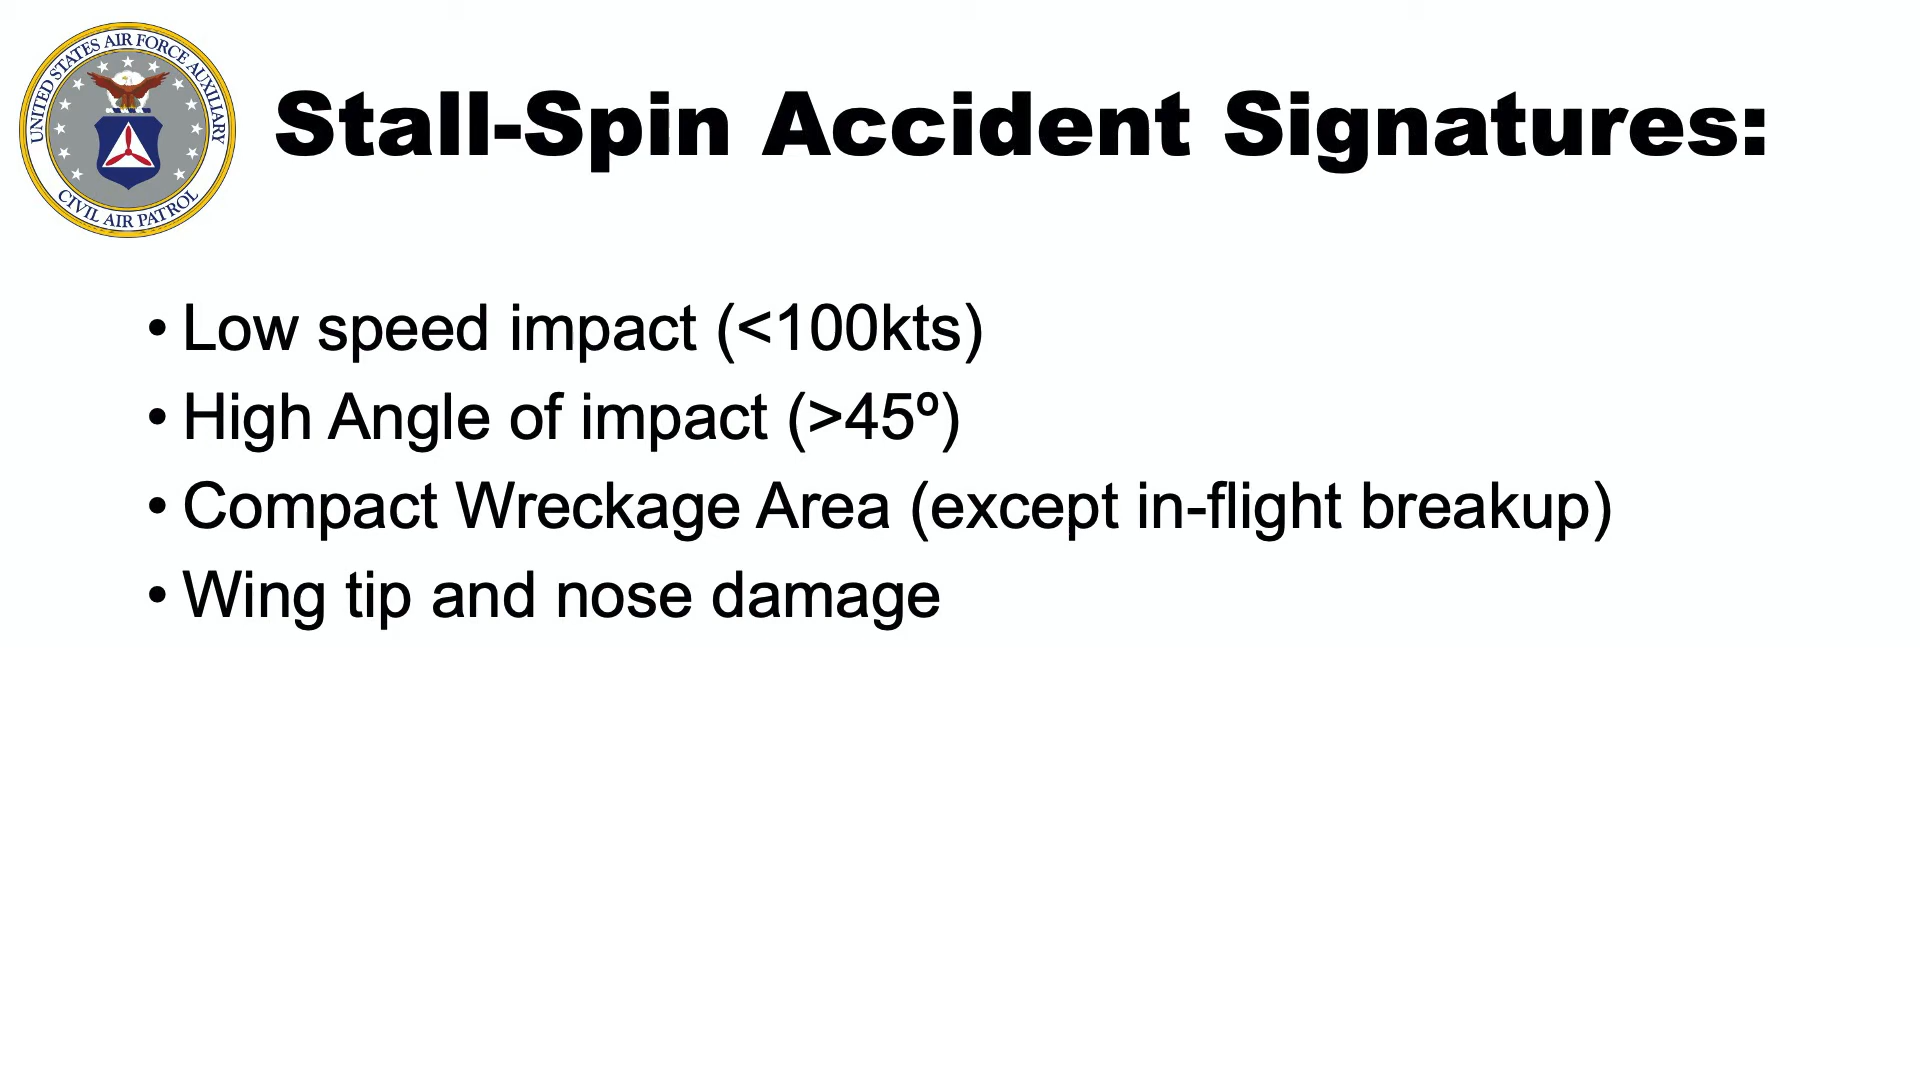 UNITED STATES AIR FORCE AUXILIARY
CIVIL AIR PATROL
Stall-Spin Accident Signatures:
• Low speed impact (<100kts)
• High Angle of impact (>45º)
• Compact Wreckage Area (except in-flight breakup)
• Wing tip and nose damage